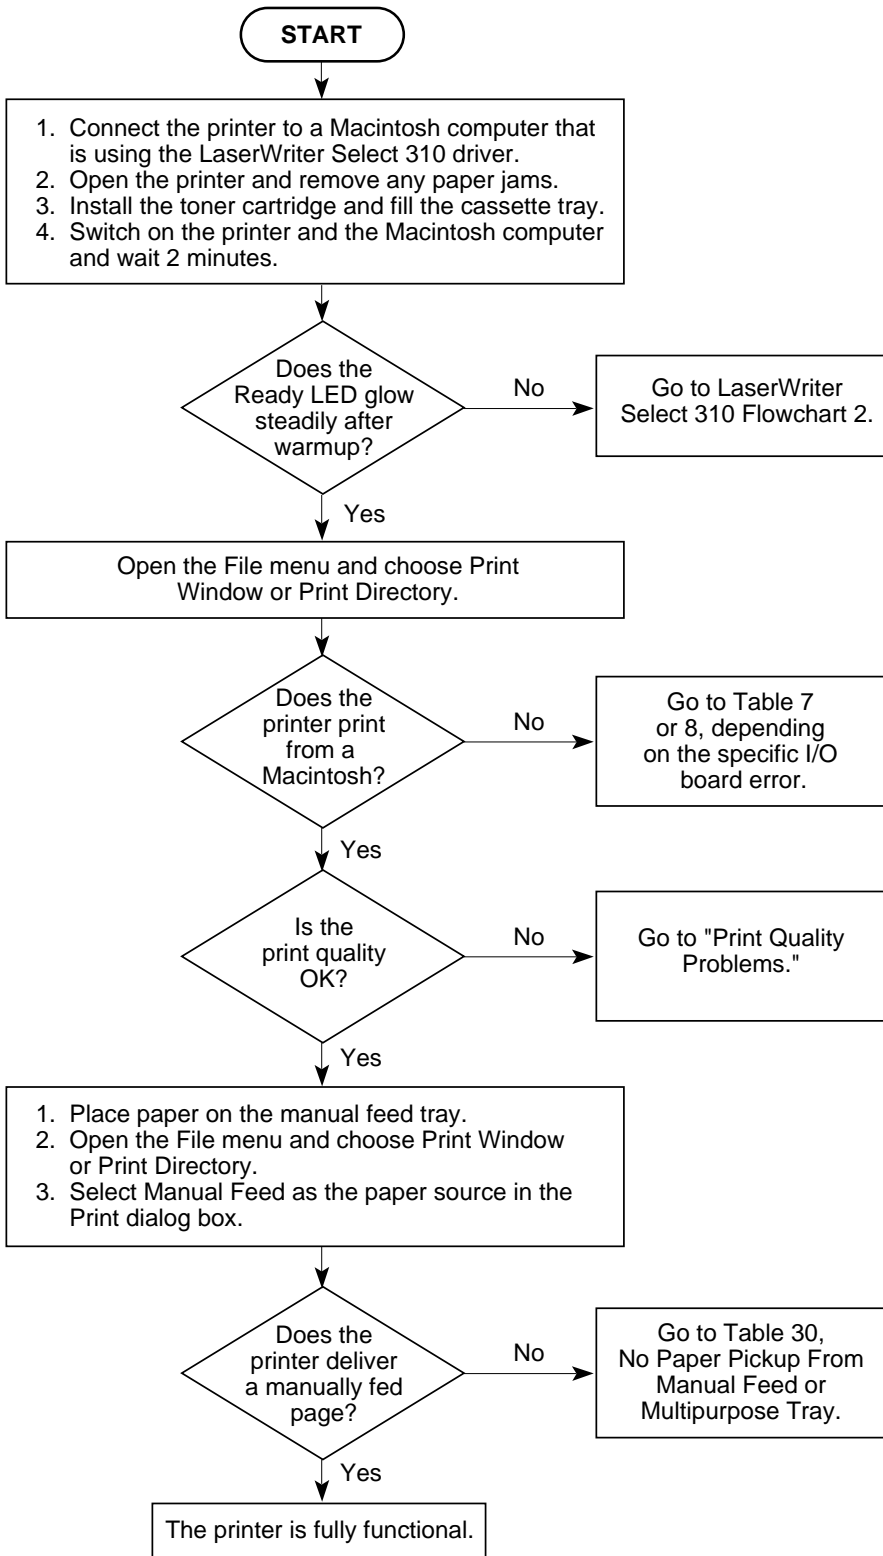 START
1. Connect the printer to a Macintosh computer that
is using the LaserWriter Select 310 driver.
2. Open the printer and remove any paper jams.
3. Install the toner cartridge and fill the cassette tray.
4. Switch on the printer and the Macintosh computer
and wait 2 minutes.
Does the
Ready LED glow
steadily after
warmup?
No
Go to LaserWriter
Select 310 Flowchart 2.
Yes
Open the File menu and choose Print
Window or Print Directory.
Does the
printer print
from a
Macintosh?
No
Go to Table 7
or 8, depending
on the specific I/O
board error.
Yes
Is the
print quality
OK?
No
Go to "Print Quality
Problems."
Yes
1. Place paper on the manual feed tray.
2. Open the File menu and choose Print Window
or Print Directory.
3. Select Manual Feed as the paper source in the
Print dialog box.
Does the
printer deliver
a manually fed
page?
No
Go to Table 30,
No Paper Pickup From
Manual Feed or
Multipurpose Tray.
Yes
The printer is fully functional.